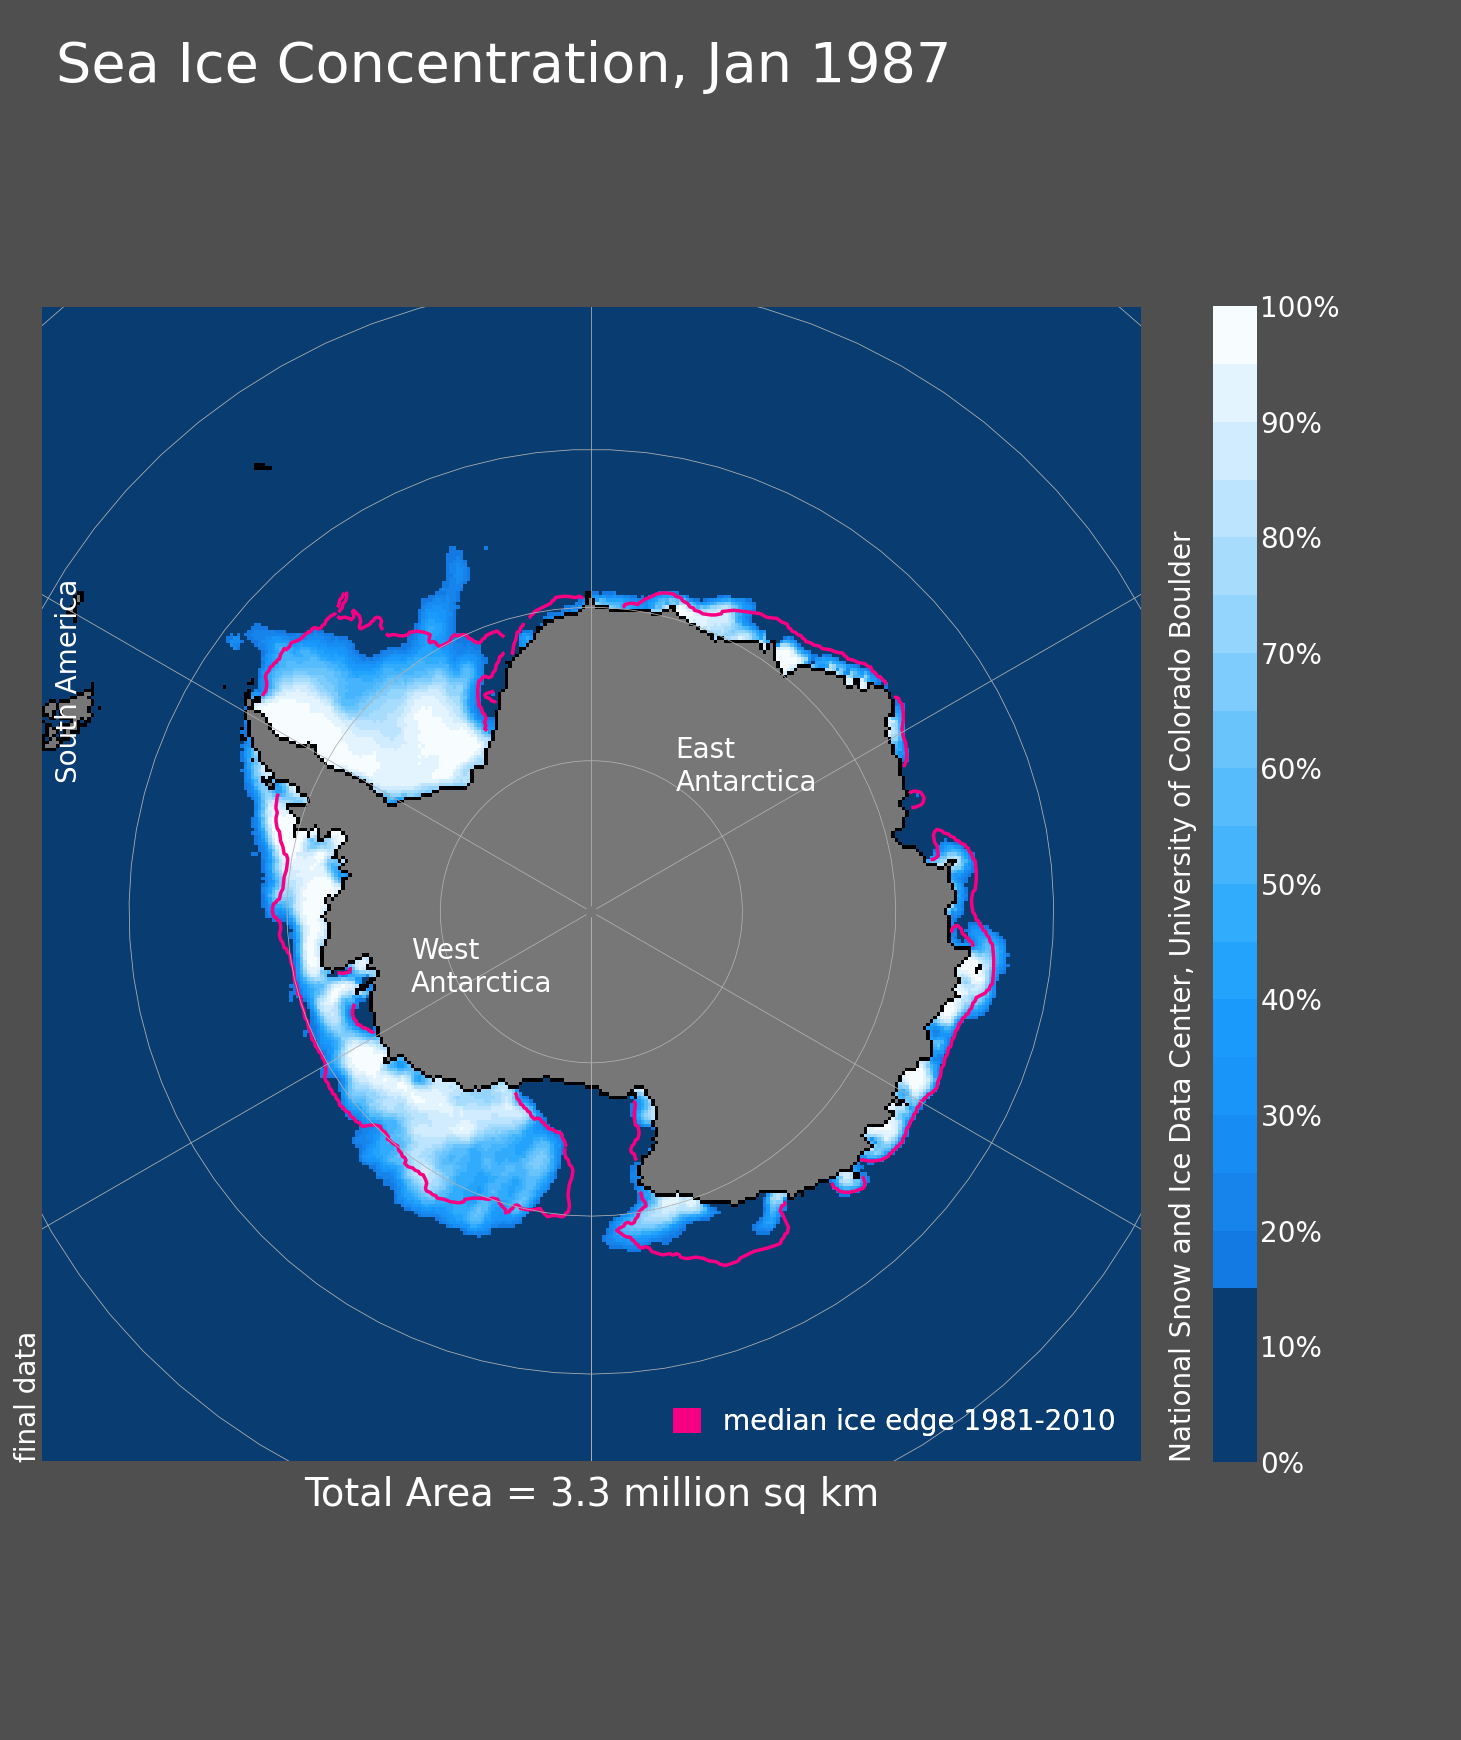 Sea Ice Concentration, Jan 1987
South America
East
Antarctica
West
Antarctica
median ice edge 1981-2010
final data
Total Area = 3.3 million sq km
National Snow and Ice Data Center, University of Colorado Boulder
100%
90%
80%
70%
60%
50%
40%
30%
20%
10%
0%